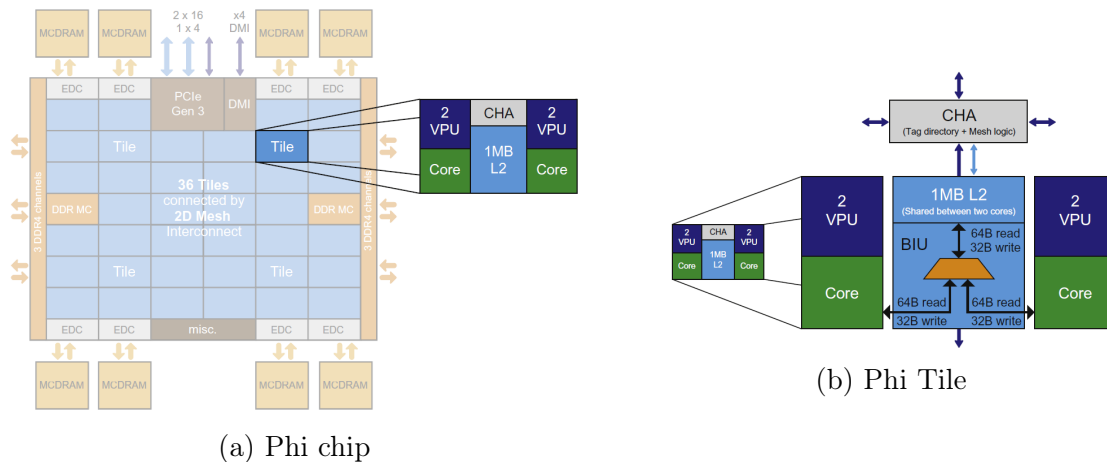 2 x 16
1 x 4
x4
DMI
MCDRAM
MCDRAM
MCDRAM
MCDRAM
EDC
EDC
PCIe
Gen 3
DMI
EDC
EDC
Tile
Tile
36 Tiles
connected by
2D Mesh
Interconnect
DDR MC
DDR MC
3 DDR4 channels
3 DDR4 channels
Tile
Tile
EDC
EDC
misc.
EDC
EDC
MCDRAM
MCDRAM
MCDRAM
MCDRAM
2
VPU
CHA
2
VPU
Core
1MB
L2
Core
(a) Phi chip
CHA
(Tag directory + Mesh logic)
2
VPU
CHA
2
VPU
Core
1MB
L2
Core
2
VPU
1MB L2
(Shared between two cores)
2
VPU
BIU
64B read
32B write
Core
Core
64B read
32B write
64B read
32B write
(b) Phi Tile